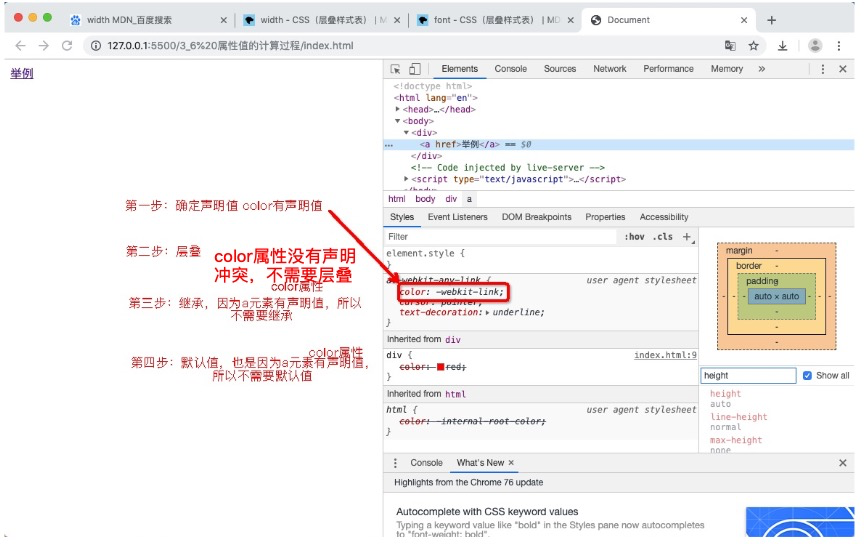 width MDN_百度搜索
width - CSS（层叠样式表） | M
font - CSS（层叠样式表） | MD
Document
127.0.0.1:5500/3_6%20属性值的计算过程/index.html
举例
Elements Console Sources Network Performance Memory »
<!doctype html>
<html lang="en">
<head>…</head>
<body>
<div>
… <a href>举例</a> == $0
</div>
<!-- Code injected by live-server -->
<script type="text/javascript">…</script>
html body div a
Styles Event Listeners DOM Breakpoints Properties Accessibility
Filter :hov .cls +
element.style {
}
-webkit-any-link { user agent stylesheet
color: -webkit-link;
cursor: pointer;
text-decoration: underline;
}
Inherited from div
div { index.html:9
color: red;
}
Inherited from html
html { user agent stylesheet
color: -internal-root-color;
}
margin -
border -
padding -
- - - auto × auto - - -
-
-
-
height Show all
height
auto
line-height
normal
max-height
none
第一步：确定声明值 color有声明值
第二步：层叠
color属性没有声明
冲突，不需要层叠
color属性
第三步：继承，因为a元素有声明值，所以
不需要继承
color属性
第四步：默认值，也是因为a元素有声明值，
所以不需要默认值
Console What's New ×
Highlights from the Chrome 76 update
Autocomplete with CSS keyword values
Typing a keyword value like "bold" in the Styles pane now autocompletes
to "font-weight: bold".